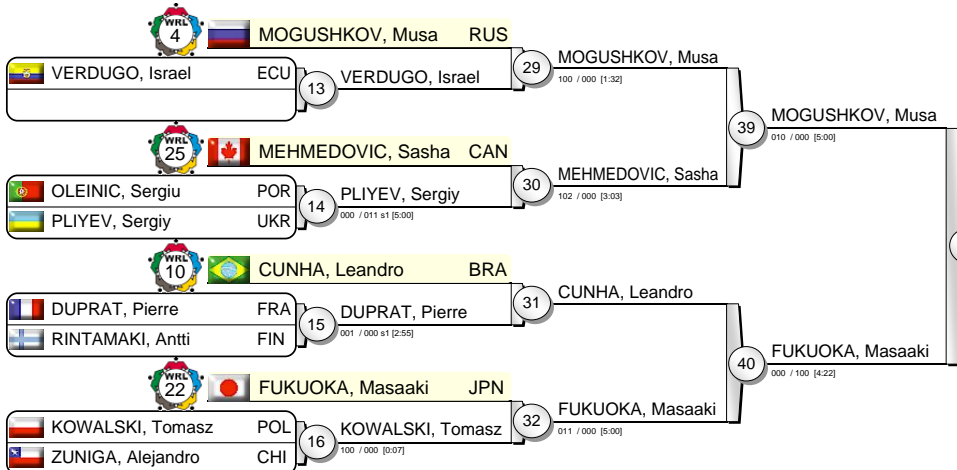 WRL
4
MOGUSHKOV, Musa RUS
VERDUGO, Israel ECU
13
VERDUGO, Israel
29
MOGUSHKOV, Musa
100 / 000 [1:32]
WRL
25
MEHMEDOVIC, Sasha CAN
OLEINIC, Sergiu POR
PLIYEV, Sergiy UKR
14
PLIYEV, Sergiy
000 / 011 s1 [5:00]
30
MEHMEDOVIC, Sasha
102 / 000 [3:03]
39
MOGUSHKOV, Musa
010 / 000 [5:00]
WRL
10
CUNHA, Leandro BRA
DUPRAT, Pierre FRA
RINTAMAKI, Antti FIN
15
DUPRAT, Pierre
001 / 000 s1 [2:55]
31
CUNHA, Leandro
WRL
22
FUKUOKA, Masaaki JPN
KOWALSKI, Tomasz POL
ZUNIGA, Alejandro CHI
16
KOWALSKI, Tomasz
100 / 000 [0:07]
32
FUKUOKA, Masaaki
011 / 000 [5:00]
40
FUKUOKA, Masaaki
000 / 100 [4:22]